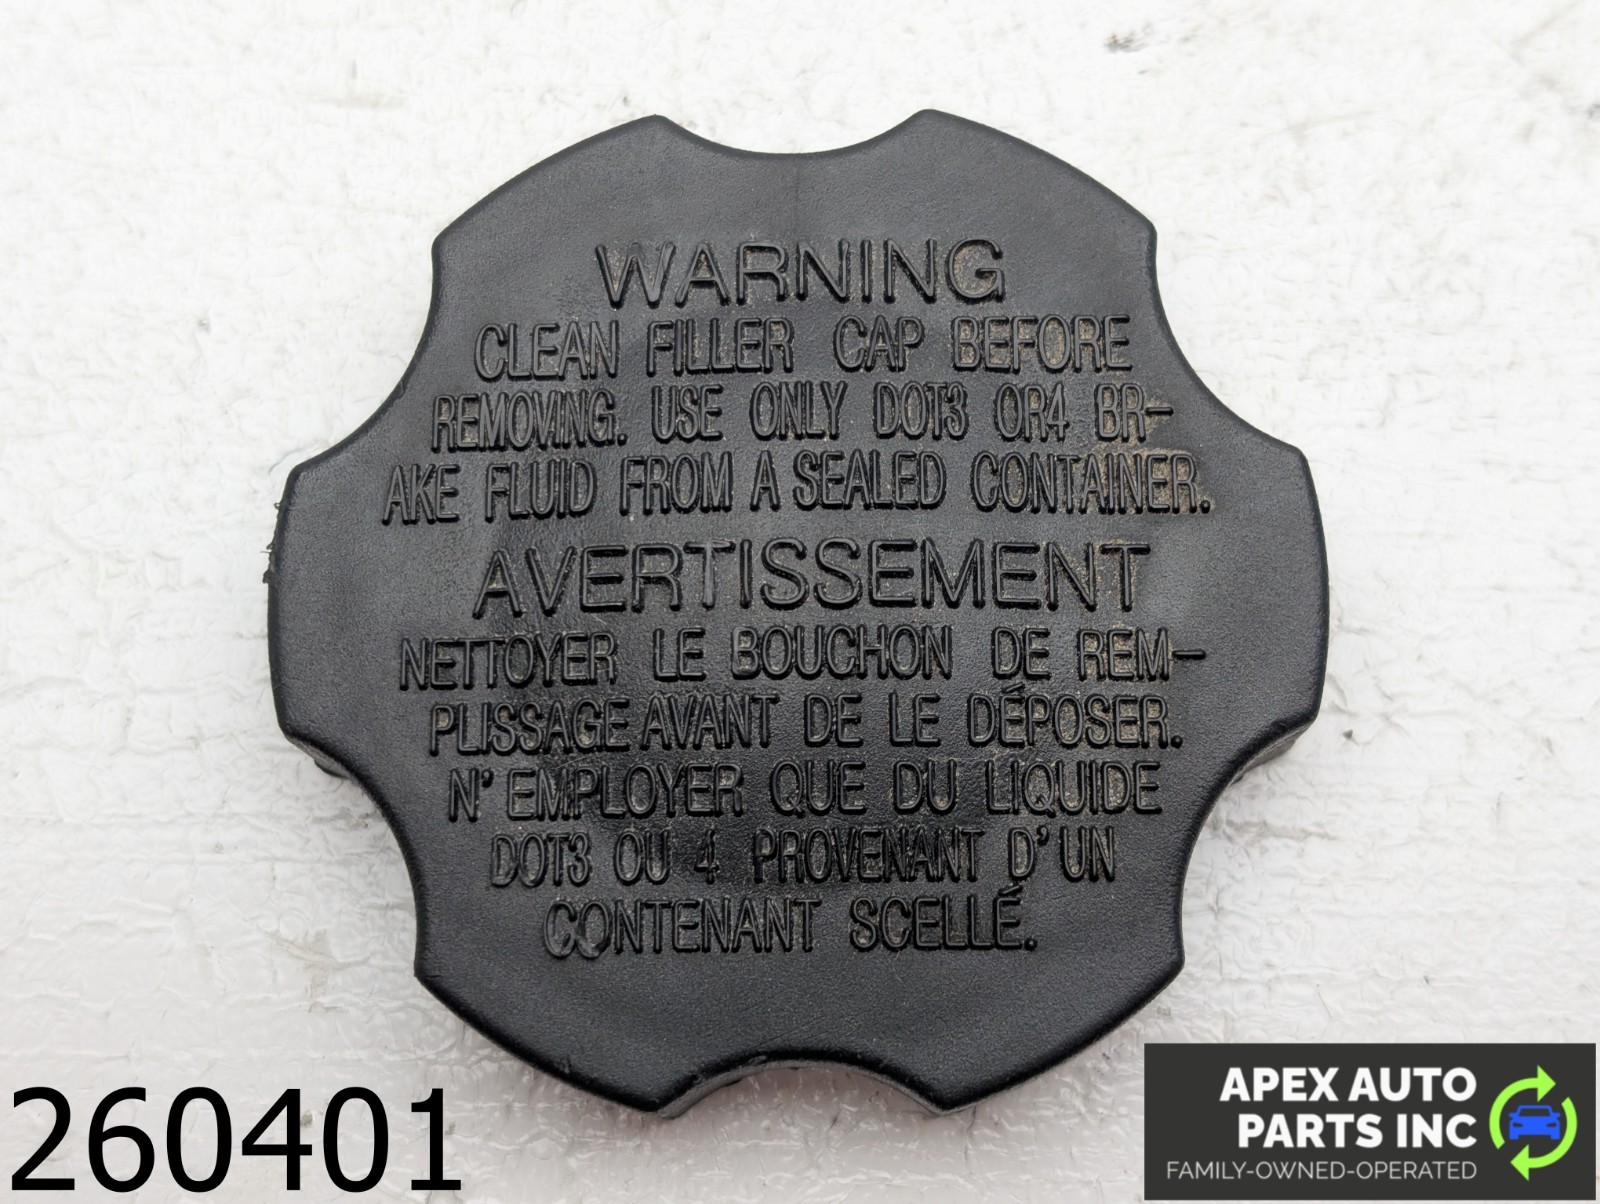 WARNING
CLEAN FILLER CAP BEFORE
REMOVING. USE ONLY DOT3 OR4 BR-
AKE FLUID FROM A SEALED CONTAINER.
AVERTISSEMENT
NETTOYER LE BOUCHON DE REM-
PLISSAGE AVANT DE LE DÉPOSER.
N'EMPLOYER QUE DU LIQUIDE
DOT3 OU 4 PROVENANT D'UN
CONTENANT SCELLÉ.
260401
APEX AUTO
PARTS INC
FAMILY-OWNED-OPERATED